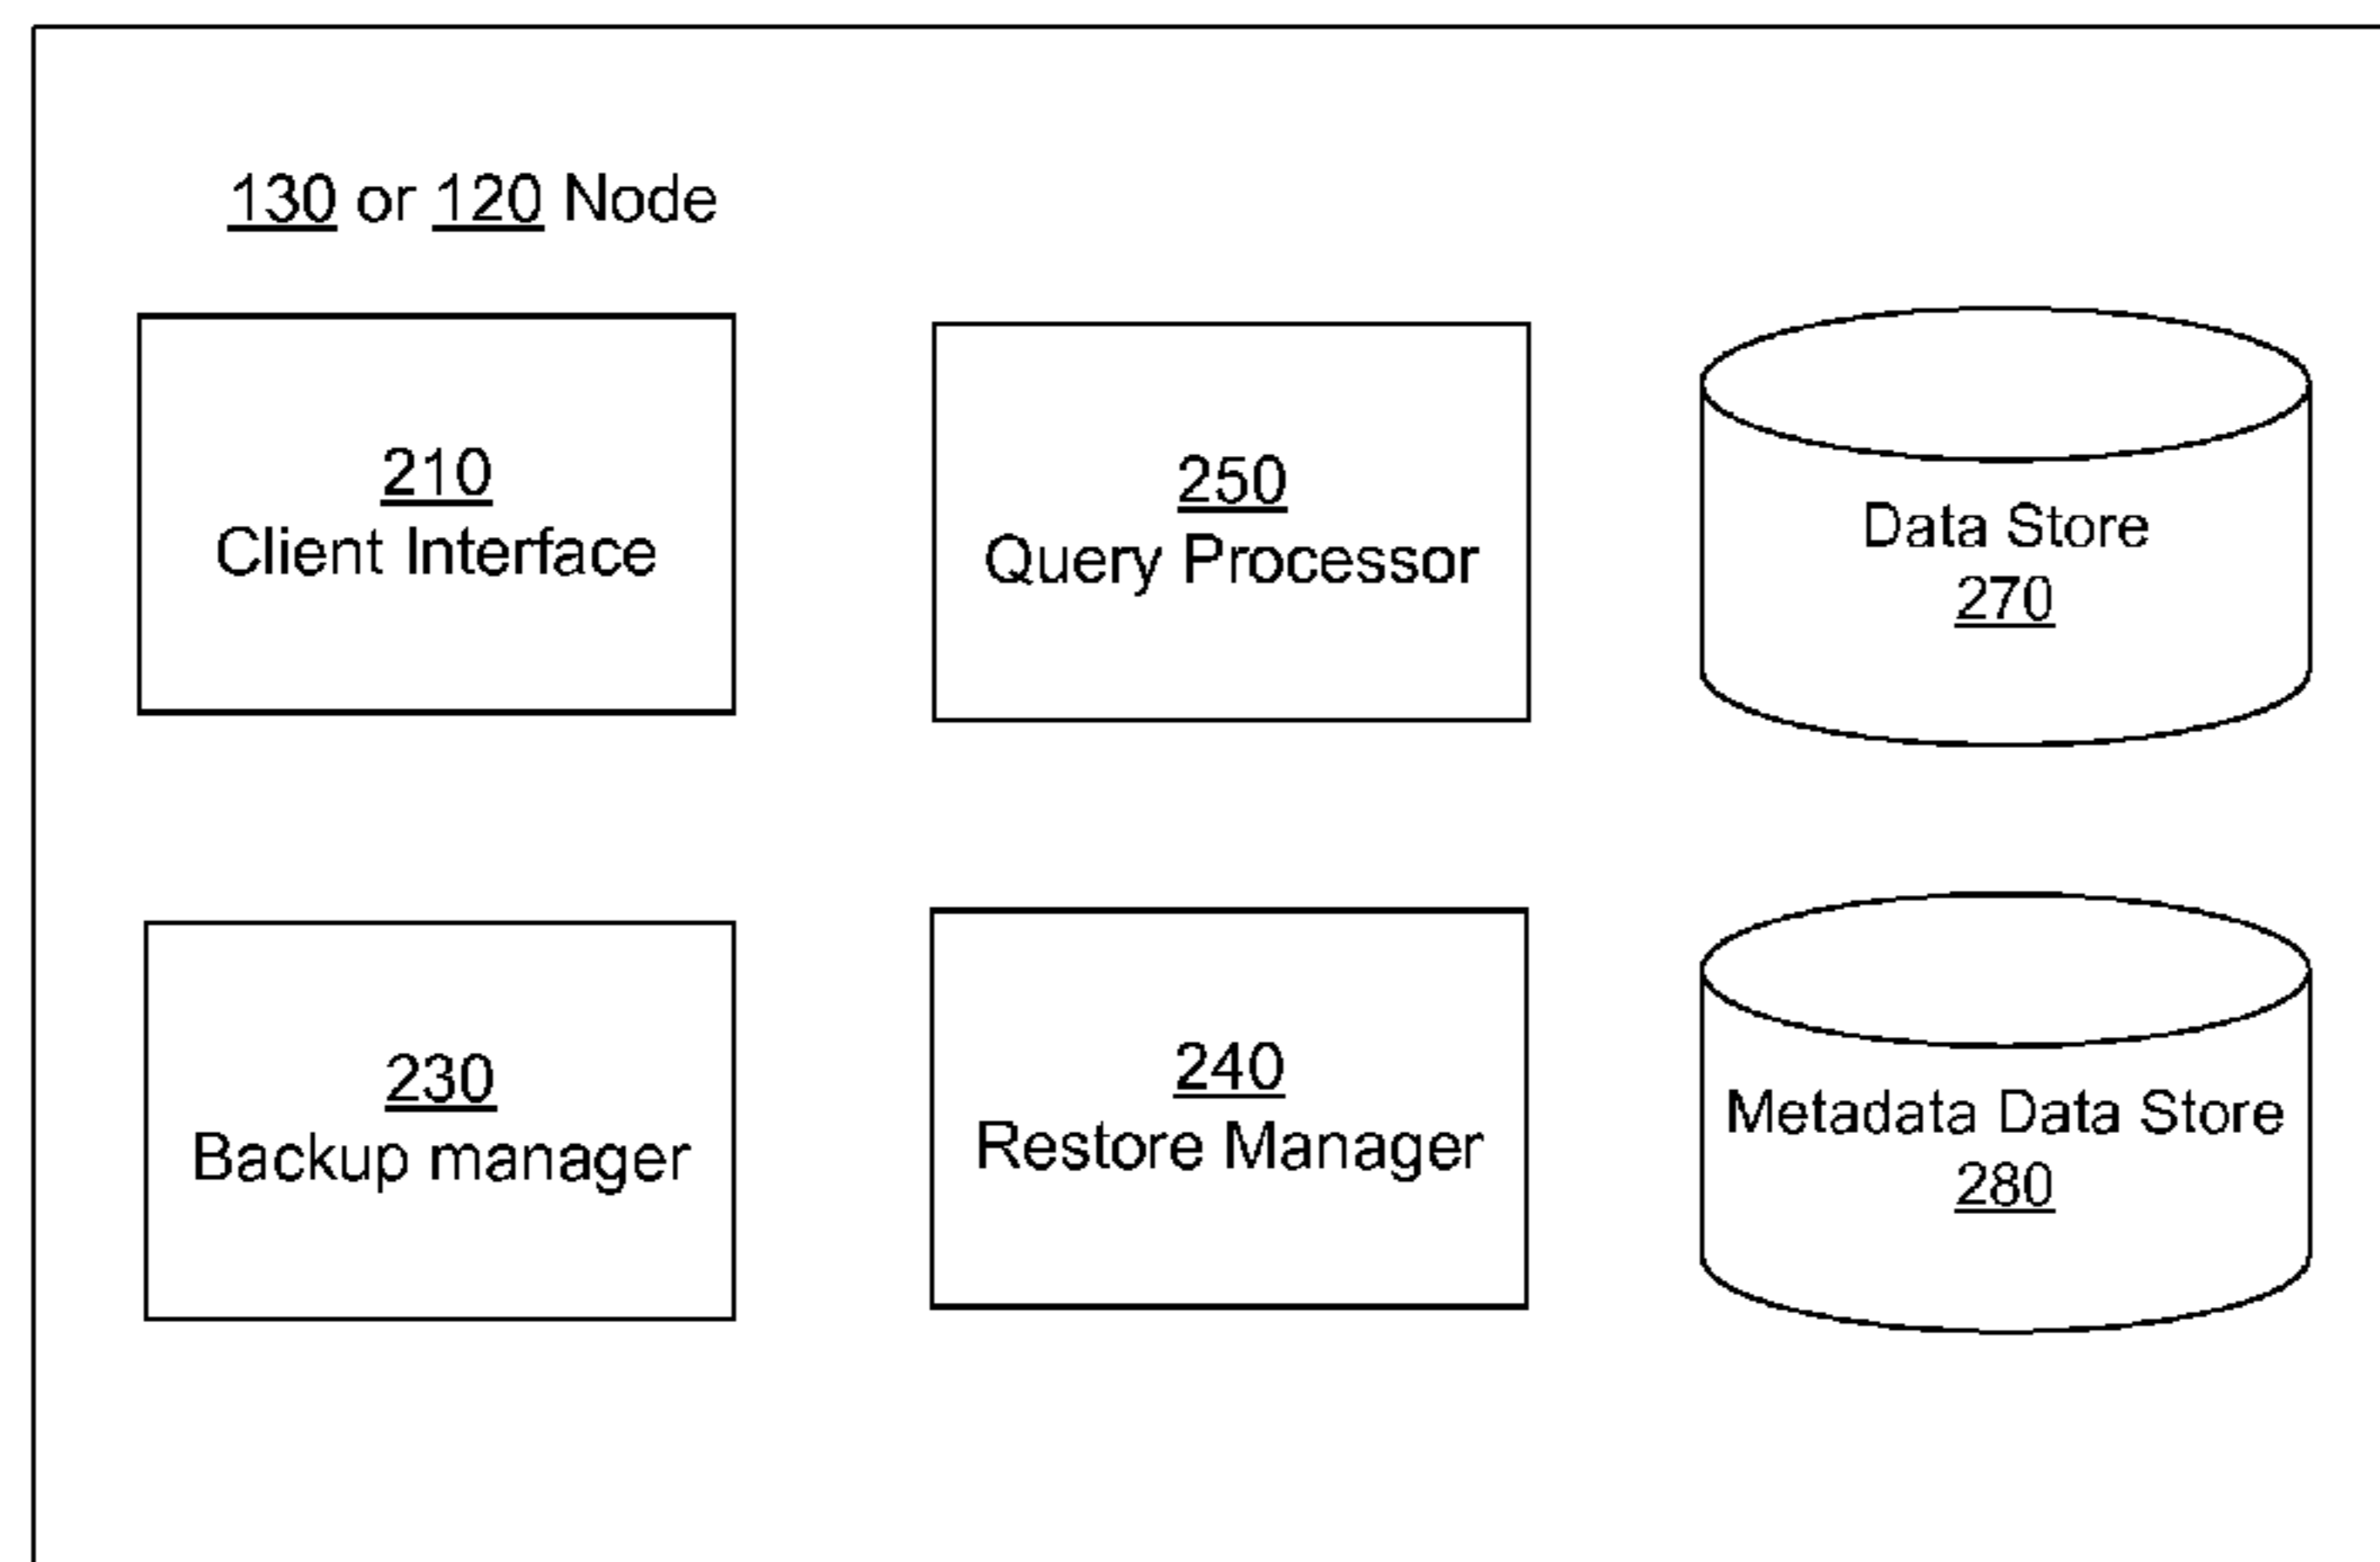 130 or 120 Node
210
Client Interface
250
Query Processor
Data Store
270
230
Backup manager
240
Restore Manager
Metadata Data Store
280